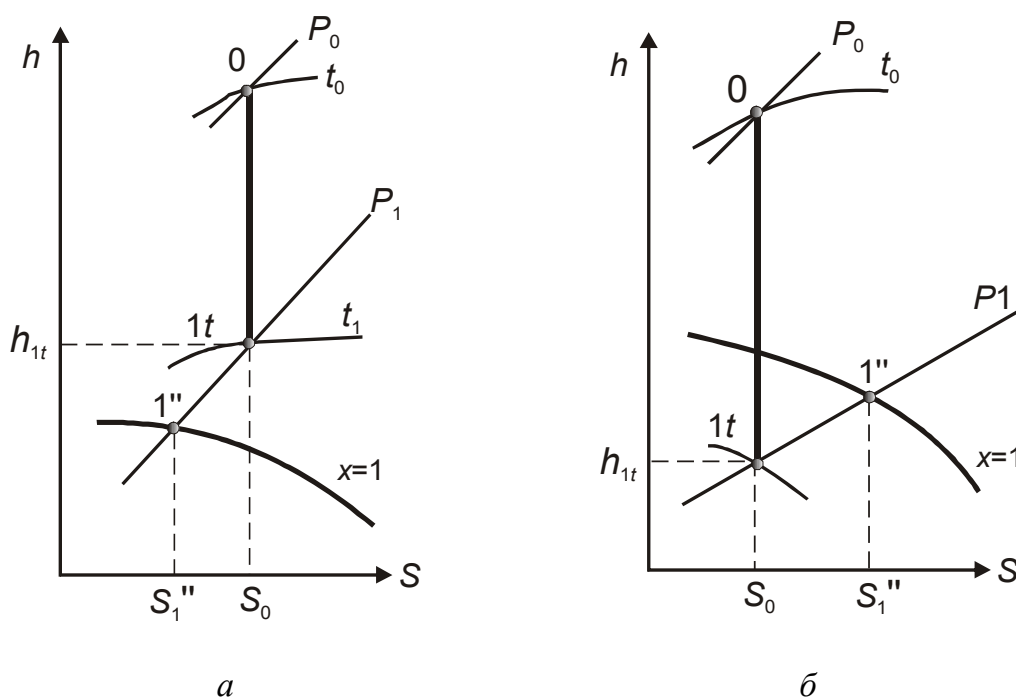 h
P₀
0
t₀
P₁
1t
t₁
h₁ₜ
1"
x=1
S₁"
S₀
S
а
h
P₀
0
t₀
P1
1"
1t
h₁ₜ
x=1
S₀
S₁"
S
б